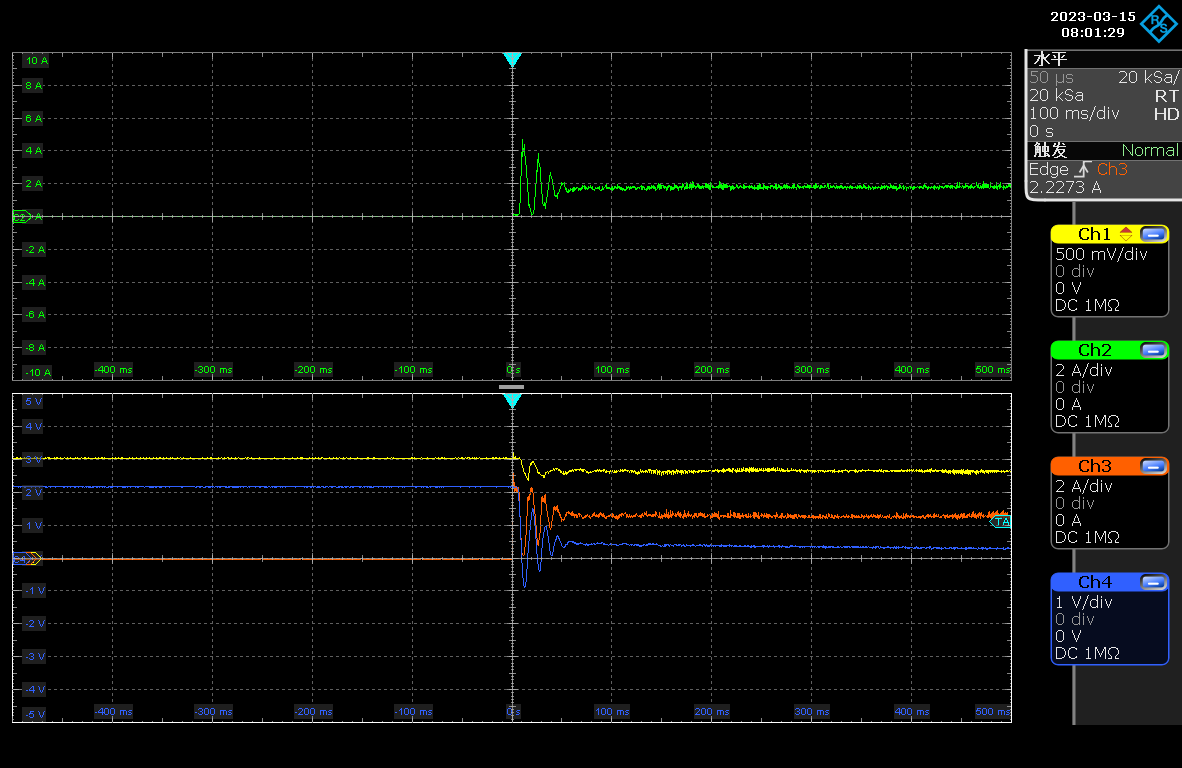 2023-03-15
08:01:29
R&S
水平
50 µs 20 kSa/
20 kSa RT
100 ms/div HD
0 s
触发 Normal
Edge Ch3
2.2273 A
10 A
8 A
6 A
4 A
2 A
C2 A
-2 A
-4 A
-6 A
-8 A
-10 A
-400 ms -300 ms -200 ms -100 ms 0s 100 ms 200 ms 300 ms 400 ms 500 ms
Ch1
500 mV/div
0 div
0 V
DC 1MΩ
Ch2
2 A/div
0 div
0 A
DC 1MΩ
5 V
4 V
3 V
2 V
1 V
TA
-1 V
-2 V
-3 V
-4 V
-5 V
-400 ms -300 ms -200 ms -100 ms 0s 100 ms 200 ms 300 ms 400 ms 500 ms
Ch3
2 A/div
0 div
0 A
DC 1MΩ
Ch4
1 V/div
0 div
0 V
DC 1MΩ